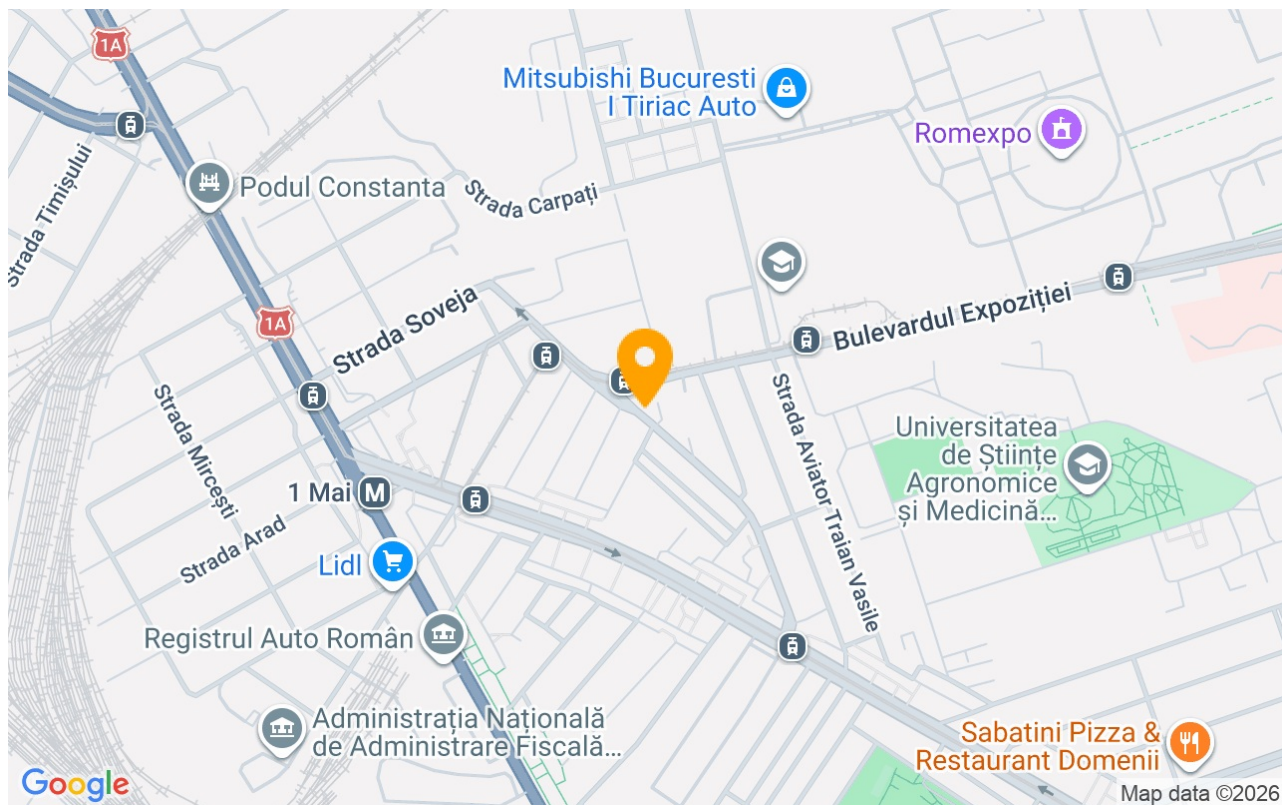 1A
Mitsubishi Bucuresti
I Tiriac Auto
Romexpo
Strada Timișului
Podul Constanta
Strada Carpați
1A
Strada Soveja
Bulevardul Expoziției
Strada Mircești
Strada Aviator Traian Vasile
Universitatea
de Științe
Agronomice
și Medicină...
1 Mai M
Strada Arad
Lidl
Registrul Auto Român
Administrația Națională
de Administrare Fiscală...
Sabatini Pizza &
Restaurant Domenii
Google
Map data ©2026